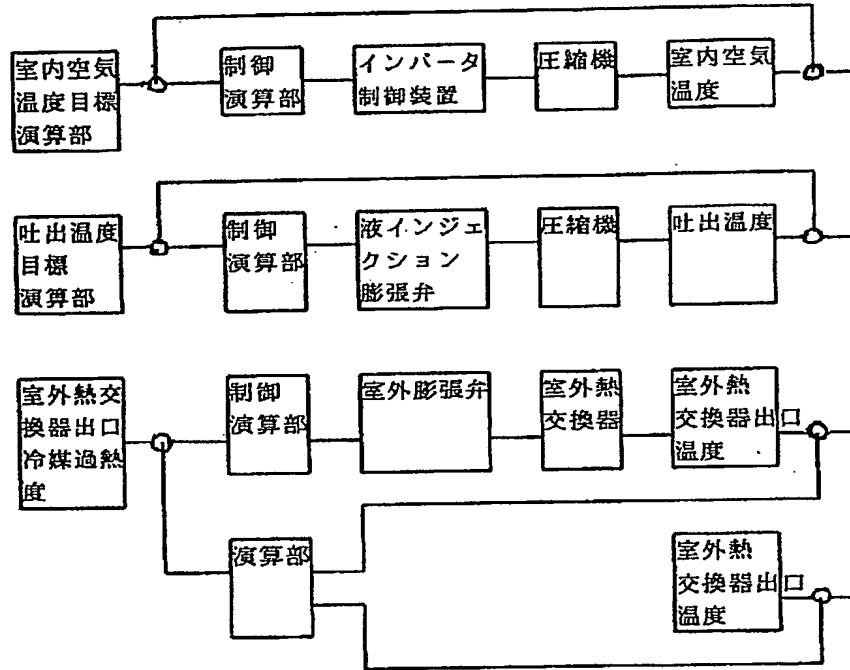 室内空気
温度目標
演算部
制御
演算部
インバータ
制御装置
圧縮機
室内空気
温度
吐出温度
目標
演算部
制御
演算部
液インジェ
クション
膨張弁
圧縮機
吐出温度
室外熱交
換器出口
冷媒過熱
度
制御
演算部
室外膨張弁
室外熱
交換器
室外熱
交換器出口
温度
演算部
室外熱
交換器出口
温度